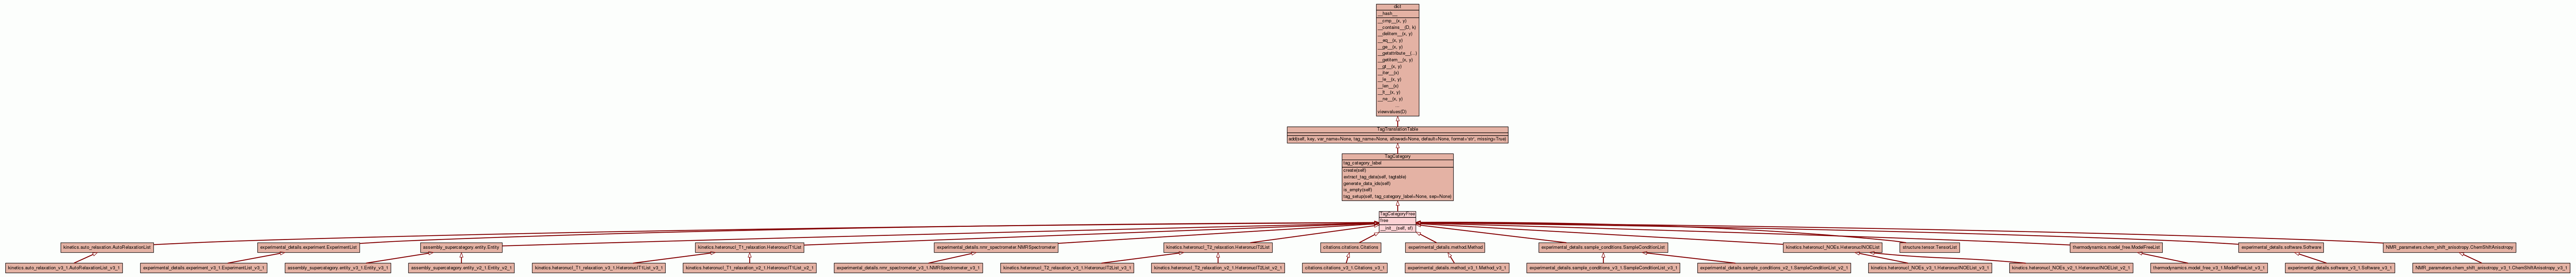 dict
__hash__
__cmp__(x, y)
__contains__(D, k)
__delitem__(x, y)
__eq__(x, y)
__ge__(x, y)
__getattribute__(...)
__getitem__(x, y)
__gt__(x, y)
__iter__(x)
__le__(x, y)
__len__(x)
__lt__(x, y)
__ne__(x, y)
...
viewvalues(D)
TagTranslationTable
add(self, key, var_name=None, tag_name=None, allowed=None, default=None, format='str', missing=True)
TagCategory
tag_category_label
create(self)
extract_tag_data(self, tagtable)
generate_data_ids(self)
is_empty(self)
tag_setup(self, tag_category_label=None, sep=None)
TagCategoryFree
free
__init__(self, sf)
kinetics.auto_relaxation.AutoRelaxationList
experimental_details.experiment.ExperimentList
assembly_supercategory.entity.Entity
kinetics.heteronucl_T1_relaxation.HeteronuclT1List
experimental_details.nmr_spectrometer.NMRSpectrometer
kinetics.heteronucl_T2_relaxation.HeteronuclT2List
citations.citations.Citations
experimental_details.method.Method
experimental_details.sample_conditions.SampleConditionList
kinetics.heteronucl_NOEs.HeteronuclNOEList
structure.tensor.TensorList
thermodynamics.model_free.ModelFreeList
experimental_details.software.Software
NMR_parameters.chem_shift_anisotropy.ChemShiftAnisotropy
kinetics.auto_relaxation_v3_1.AutoRelaxationList_v3_1
experimental_details.experiment_v3_1.ExperimentList_v3_1
assembly_supercategory.entity_v3_1.Entity_v3_1
assembly_supercategory.entity_v2_1.Entity_v2_1
kinetics.heteronucl_T1_relaxation_v3_1.HeteronuclT1List_v3_1
kinetics.heteronucl_T1_relaxation_v2_1.HeteronuclT1List_v2_1
experimental_details.nmr_spectrometer_v3_1.NMRSpectrometer_v3_1
kinetics.heteronucl_T2_relaxation_v3_1.HeteronuclT2List_v3_1
kinetics.heteronucl_T2_relaxation_v2_1.HeteronuclT2List_v2_1
citations.citations_v3_1.Citations_v3_1
experimental_details.method_v3_1.Method_v3_1
experimental_details.sample_conditions_v3_1.SampleConditionList_v3_1
experimental_details.sample_conditions_v2_1.SampleConditionList_v2_1
kinetics.heteronucl_NOEs_v3_1.HeteronuclNOEList_v3_1
kinetics.heteronucl_NOEs_v2_1.HeteronuclNOEList_v2_1
thermodynamics.model_free_v3_1.ModelFreeList_v3_1
experimental_details.software_v3_1.Software_v3_1
NMR_parameters.chem_shift_anisotropy_v3_1.ChemShiftAnisotropy_v3_1